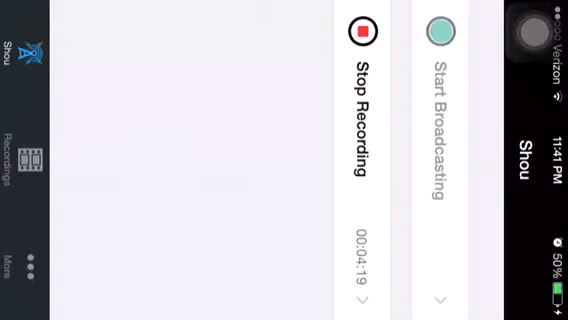 Verizon 11:41 PM 50%
Shou
Start Broadcasting
Stop Recording 00:04:19
Shou Recordings More